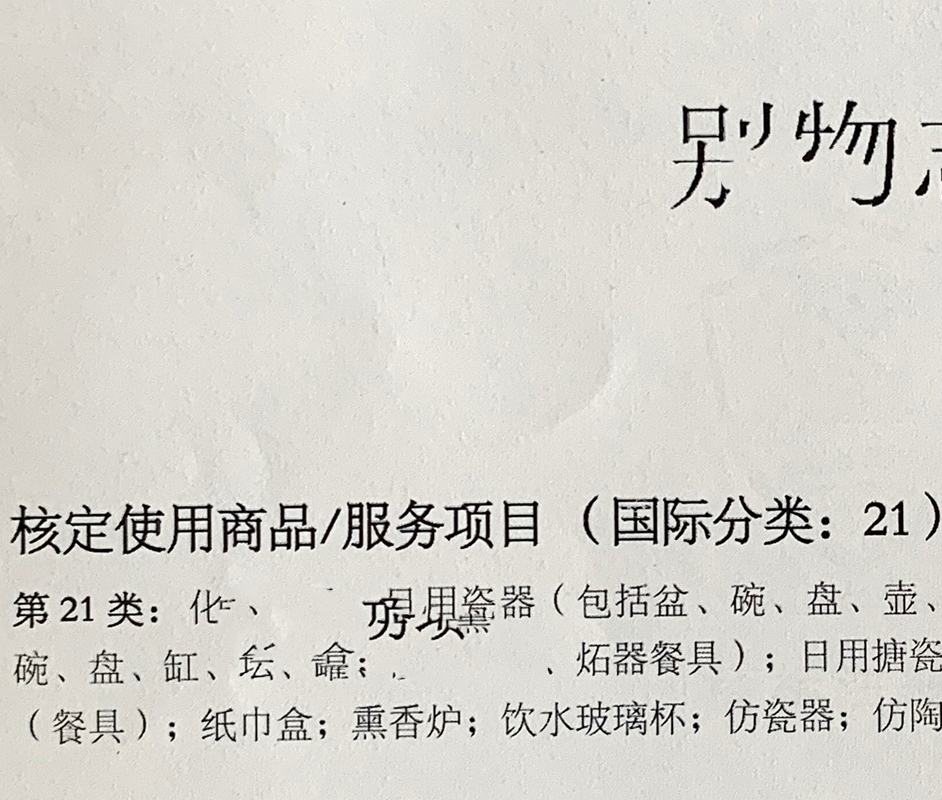 别物
核定使用商品/服务项目（国际分类：21）
第 21 类：化 、 日用瓷器（包括盆、碗、盘、壶、
碗、盘、缸、坛、罐； 、炻器餐具）；日用搪瓷
（餐具）；纸巾盒；熏香炉；饮水玻璃杯；仿瓷器；仿陶